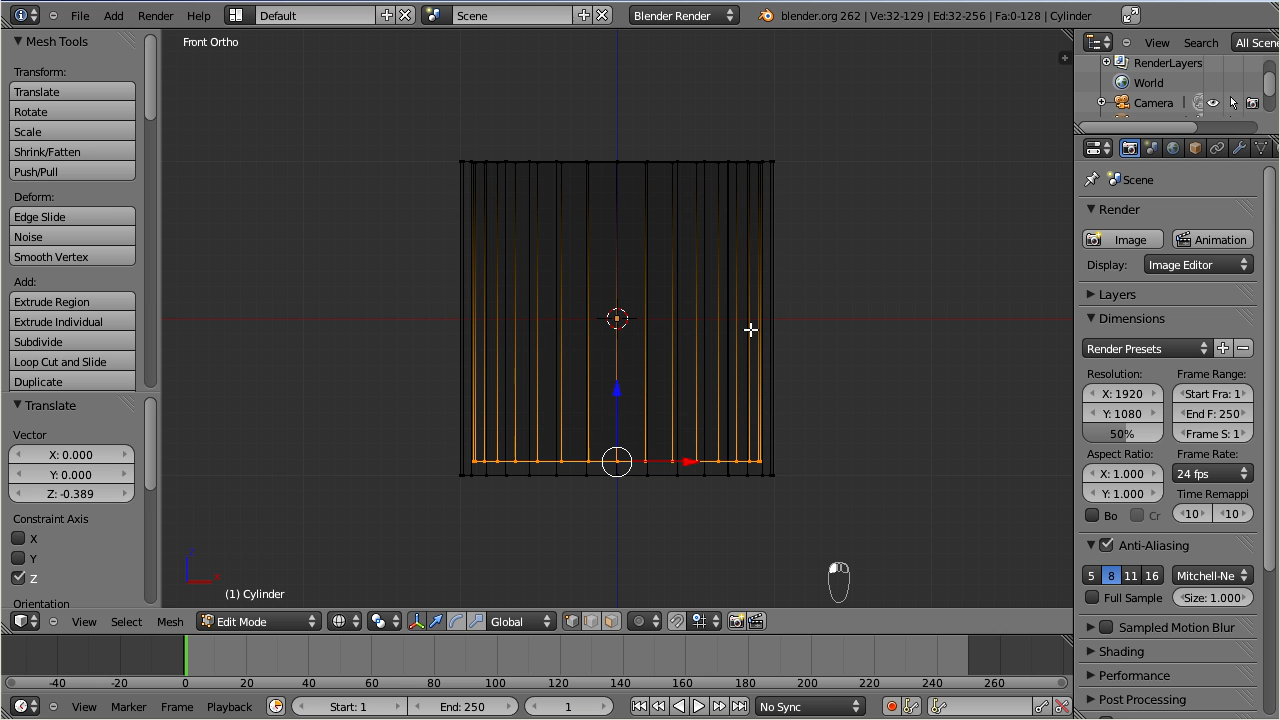 File Add Render Help Default Scene Blender Render blender.org 262 | Ve:32-129 | Ed:32-256 | Fa:0-128 | Cylinder
Mesh Tools
Transform:
Translate
Rotate
Scale
Shrink/Fatten
Push/Pull
Deform:
Edge Slide
Noise
Smooth Vertex
Add:
Extrude Region
Extrude Individual
Subdivide
Loop Cut and Slide
Duplicate
Translate
Vector
X: 0.000
Y: 0.000
Z: -0.389
Constraint Axis
X
Y
Z
Orientation
Front Ortho
(1) Cylinder
View Select Mesh Edit Mode Global
View Search All Scene
RenderLayers
World
Camera
Scene
Render
Image Animation
Display: Image Editor
Layers
Dimensions
Render Presets
Resolution: Frame Range:
X: 1920 Start Fra: 1
Y: 1080 End F: 250
50% Frame S: 1
Aspect Ratio: Frame Rate:
X: 1.000 24 fps
Y: 1.000 Time Remappi
Bo Cr 10 10
Anti-Aliasing
5 8 11 16 Mitchell-Ne
Full Sample Size: 1.000
Sampled Motion Blur
Shading
Performance
Post Processing
-40 -20 0 20 40 60 80 100 120 140 160 180 200 220 240 260
View Marker Frame Playback Start: 1 End: 250 1 No Sync